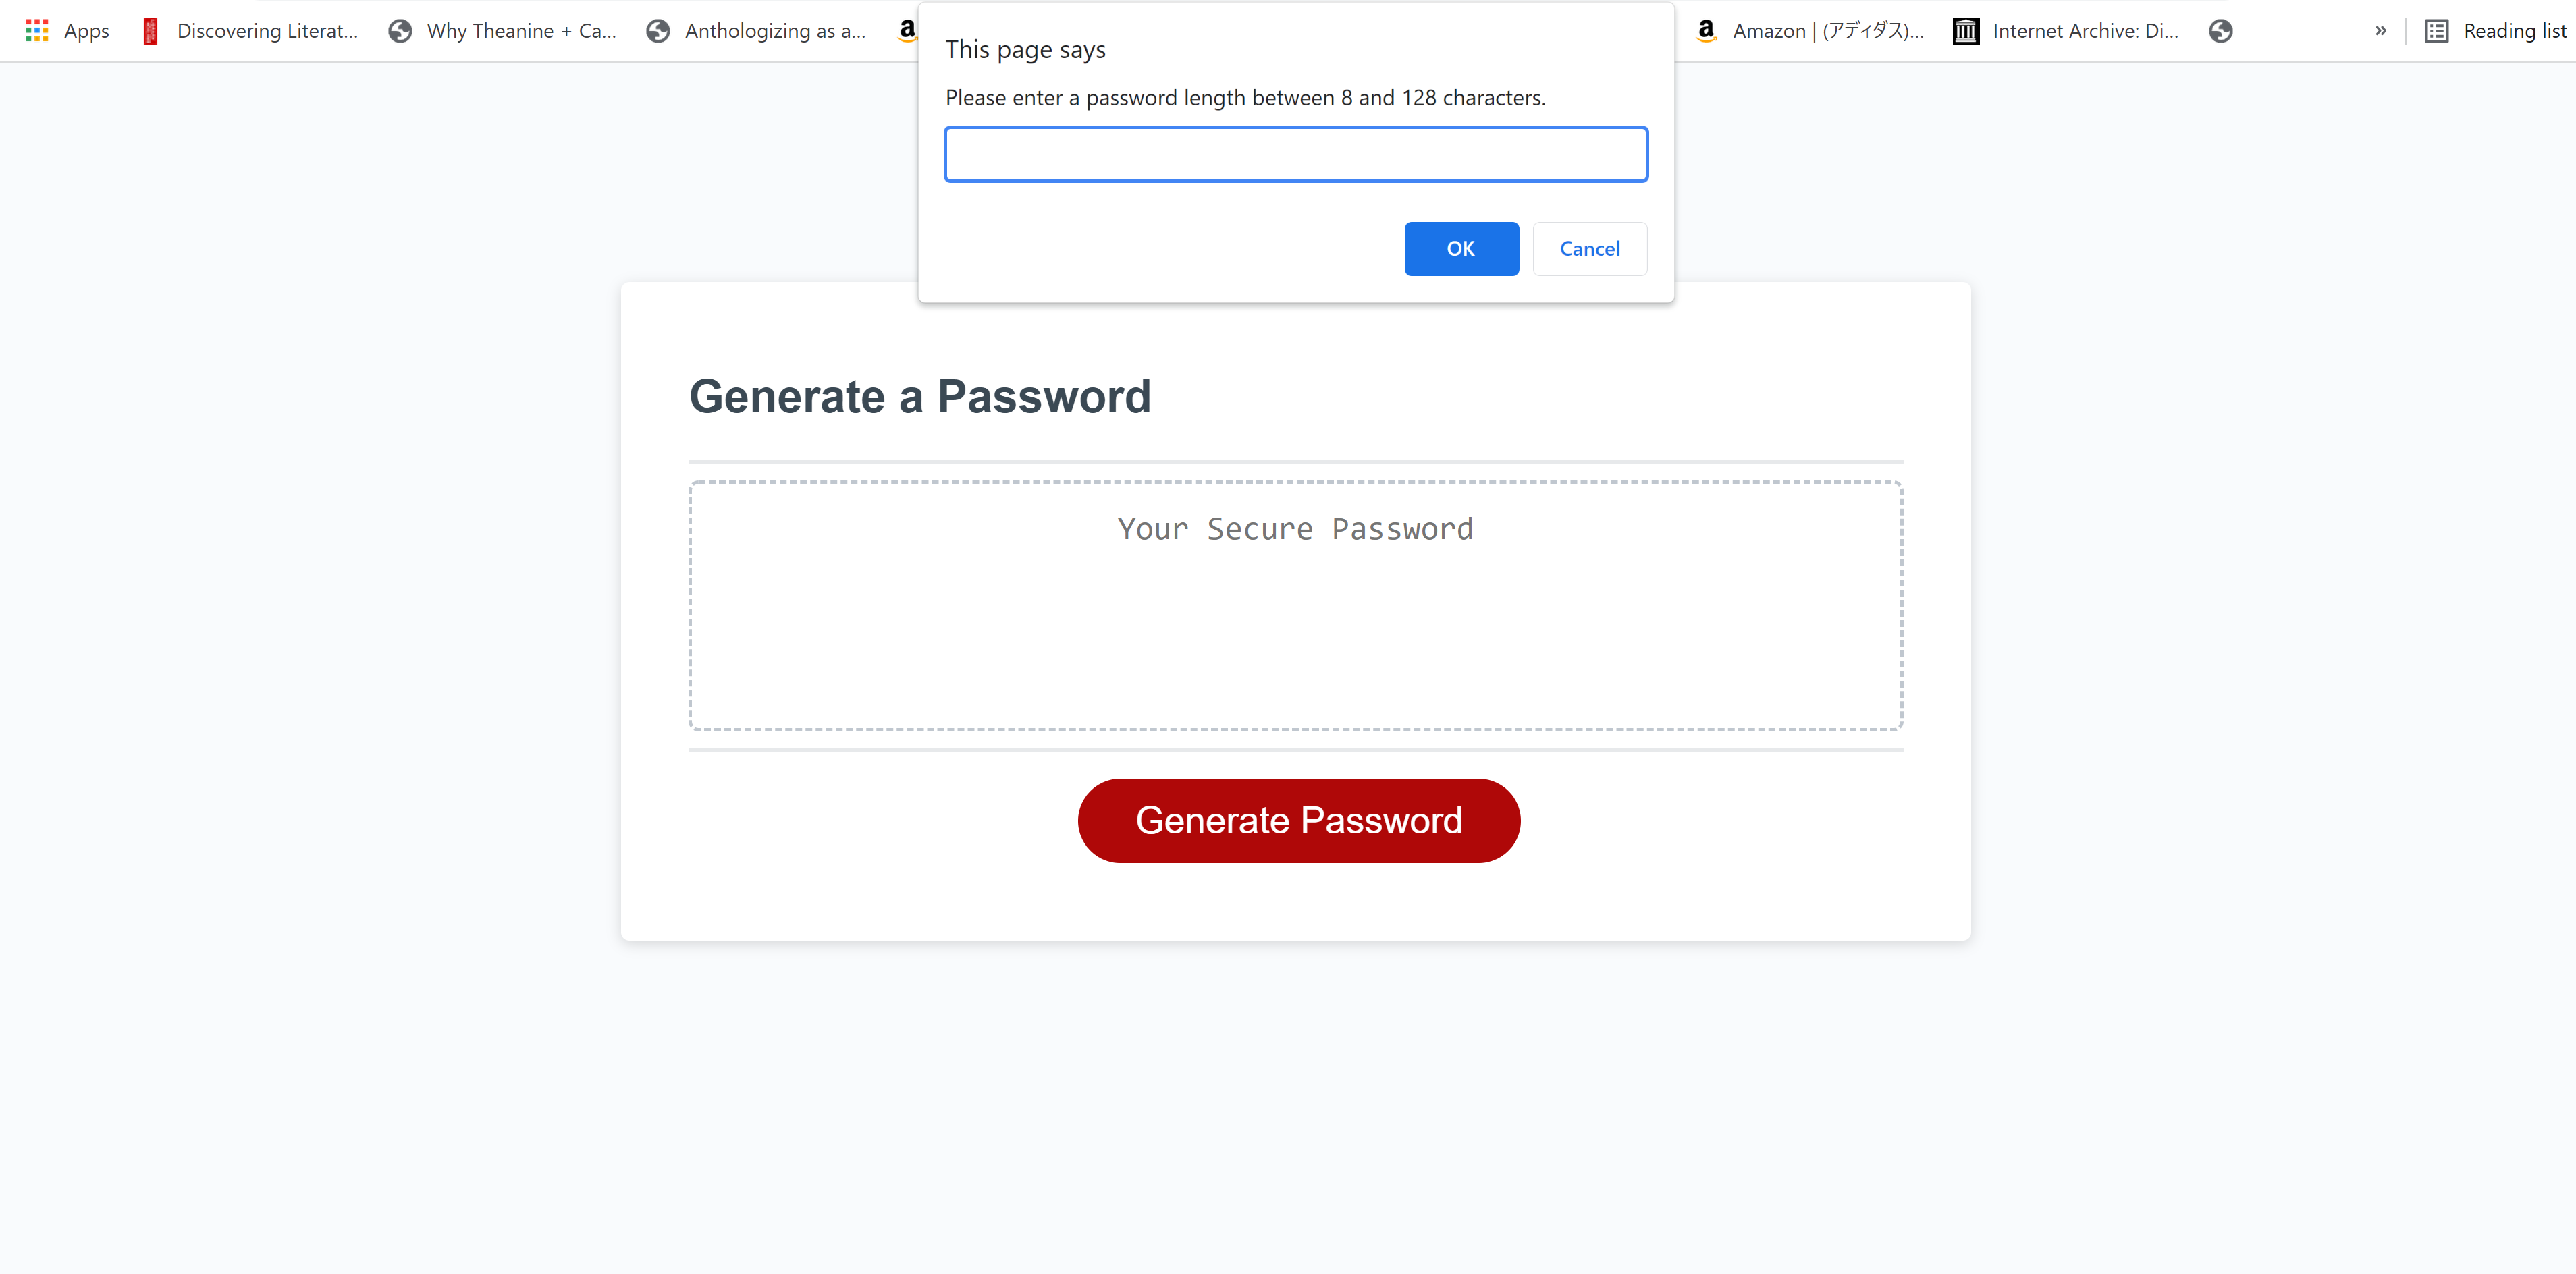 Apps Discovering Literat... Why Theanine + Ca... Anthologizing as a... a a Amazon | (アディダス)... Internet Archive: Di... » Reading list
This page says
Please enter a password length between 8 and 128 characters.
OK Cancel
Generate a Password
Your Secure Password
Generate Password